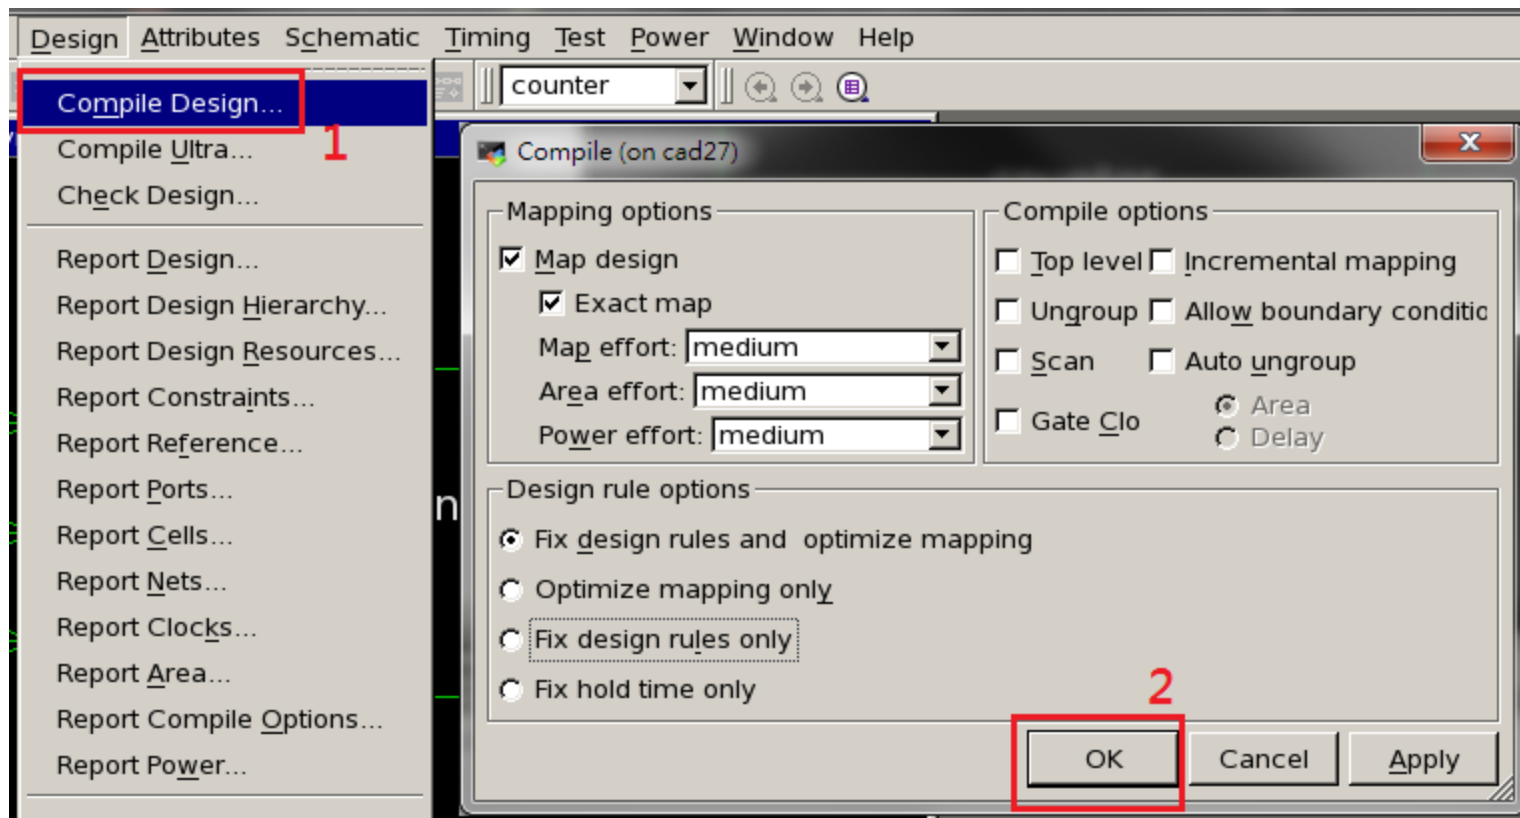 Design Attributes Schematic Timing Test Power Window Help
counter
Compile Design...
1
Compile Ultra...
Check Design...
Report Design...
Report Design Hierarchy...
Report Design Resources...
Report Constraints...
Report Reference...
Report Ports...
Report Cells...
Report Nets...
Report Clocks...
Report Area...
Report Compile Options...
Report Power...
n
Compile (on cad27)
Mapping options
Map design
Exact map
Map effort: medium
Area effort: medium
Power effort: medium
Compile options
Top level Incremental mapping
Ungroup Allow boundary conditio
Scan Auto ungroup
Gate Clo
Area
Delay
Design rule options
Fix design rules and optimize mapping
Optimize mapping only
Fix design rules only
Fix hold time only
2
OK Cancel Apply